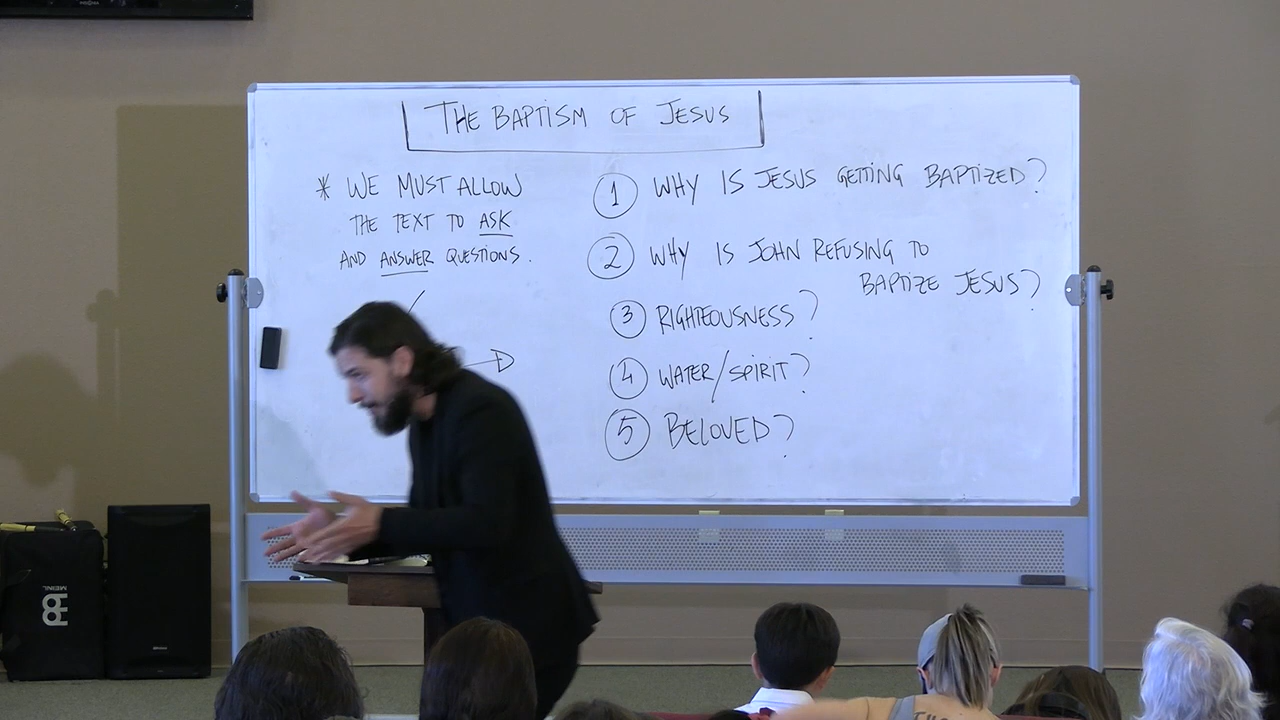 THE BAPTISM OF JESUS
* WE MUST ALLOW
THE TEXT TO ASK
AND ANSWER QUESTIONS.
1 WHY IS JESUS GETTING BAPTIZED?
2 WHY IS JOHN REFUSING TO
BAPTIZE JESUS?
3 RIGHTEOUSNESS?
4 WATER/SPIRIT?
5 BELOVED?
MEINL